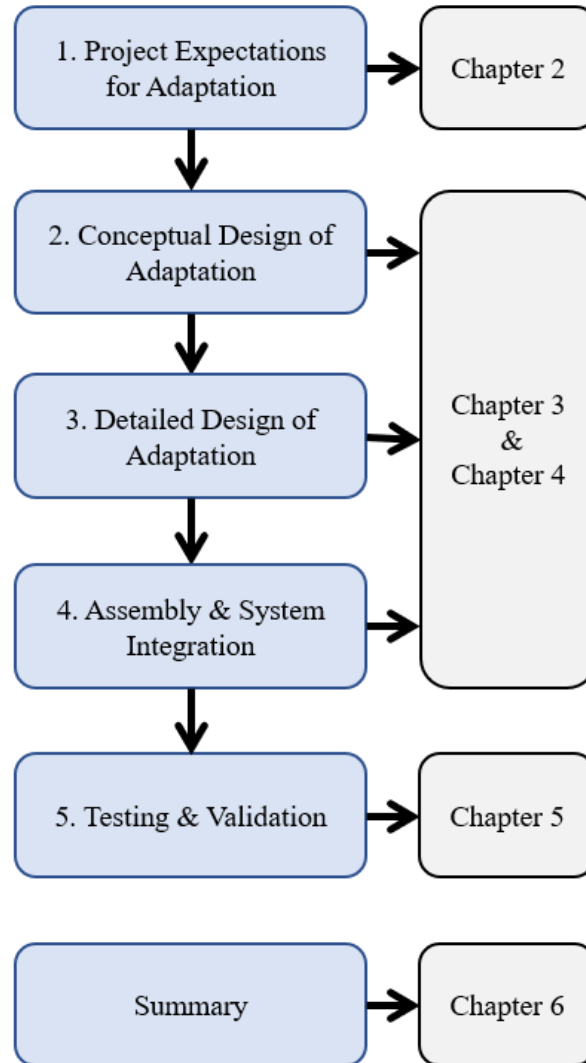 1. Project Expectations
for Adaptation
Chapter 2
2. Conceptual Design of
Adaptation
3. Detailed Design of
Adaptation
Chapter 3
&
Chapter 4
4. Assembly & System
Integration
5. Testing & Validation
Chapter 5
Summary
Chapter 6